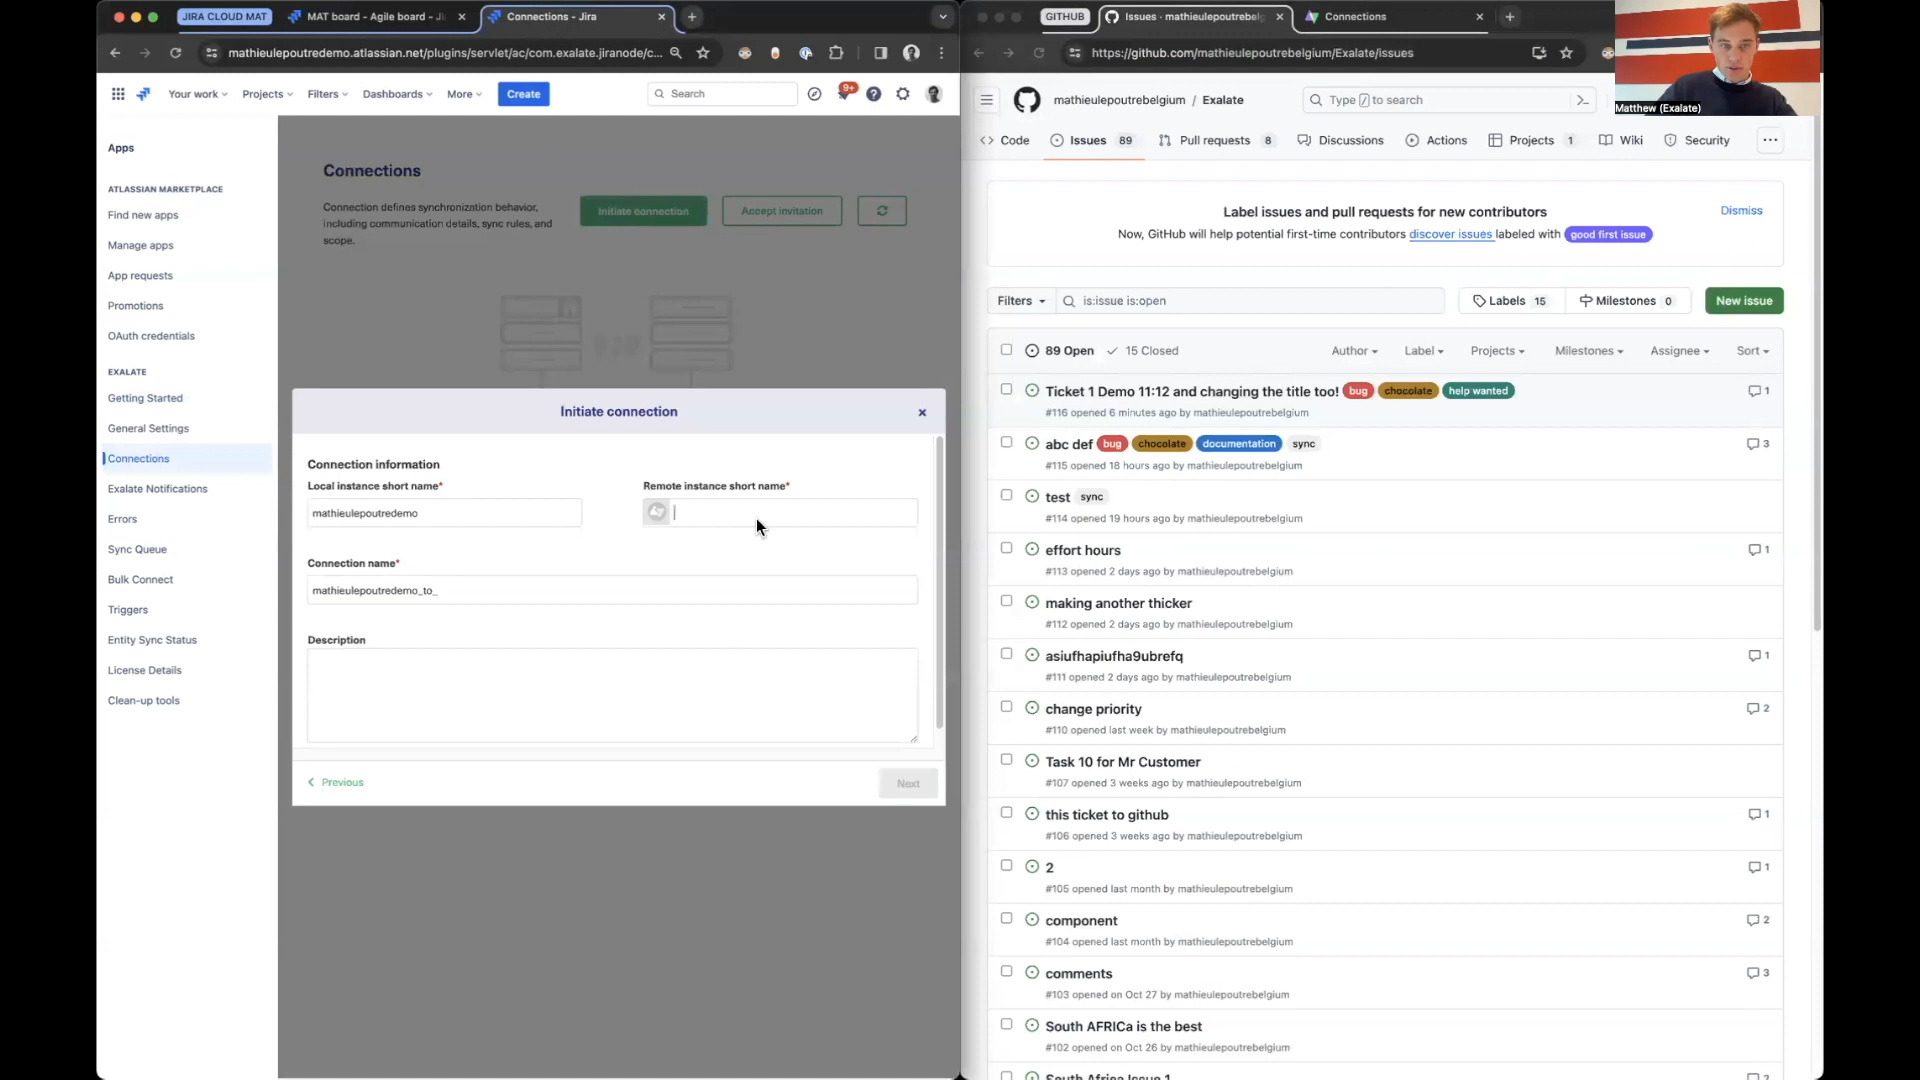 JIRA CLOUD MAT
MAT board - Agile board - Ji
Connections - Jira
mathieulepoutredemo.atlassian.net/plugins/servlet/ac/com.exalate.jiranode/c...
Your work
Projects
Filters
Dashboards
More
Create
Search
9+
Apps
ATLASSIAN MARKETPLACE
Find new apps
Manage apps
App requests
Promotions
OAuth credentials
EXALATE
Getting Started
General Settings
Connections
Exalate Notifications
Errors
Sync Queue
Bulk Connect
Triggers
Entity Sync Status
License Details
Clean-up tools
Connections
Connection defines synchronization behavior,
including communication details, sync rules, and
scope.
Initiate connection
Accept invitation
Initiate connection
Connection information
Local instance short name*
Remote instance short name*
mathieulepoutredemo
Connection name*
mathieulepoutredemo_to_
Description
Previous
Next
GITHUB
Issues · mathieulepoutrebelg
Connections
https://github.com/mathieulepoutrebelgium/Exalate/issues
Matthew (Exalate)
mathieulepoutrebelgium / Exalate
Type / to search
Code
Issues 89
Pull requests 8
Discussions
Actions
Projects 1
Wiki
Security
Label issues and pull requests for new contributors
Dismiss
Now, GitHub will help potential first-time contributors discover issues labeled with good first issue
Filters
is:issue is:open
Labels 15
Milestones 0
New issue
89 Open
15 Closed
Author
Label
Projects
Milestones
Assignee
Sort
Ticket 1 Demo 11:12 and changing the title too! bug chocolate help wanted
1
#116 opened 6 minutes ago by mathieulepoutrebelgium
abc def bug chocolate documentation sync
3
#115 opened 18 hours ago by mathieulepoutrebelgium
test sync
#114 opened 19 hours ago by mathieulepoutrebelgium
effort hours
1
#113 opened 2 days ago by mathieulepoutrebelgium
making another thicker
#112 opened 2 days ago by mathieulepoutrebelgium
asiufhapiufha9ubrefq
1
#111 opened 2 days ago by mathieulepoutrebelgium
change priority
2
#110 opened last week by mathieulepoutrebelgium
Task 10 for Mr Customer
#107 opened 3 weeks ago by mathieulepoutrebelgium
this ticket to github
1
#106 opened 3 weeks ago by mathieulepoutrebelgium
2
1
#105 opened last month by mathieulepoutrebelgium
component
2
#104 opened last month by mathieulepoutrebelgium
comments
3
#103 opened on Oct 27 by mathieulepoutrebelgium
South AFRICa is the best
#102 opened on Oct 26 by mathieulepoutrebelgium
South Africa Issue 1
2